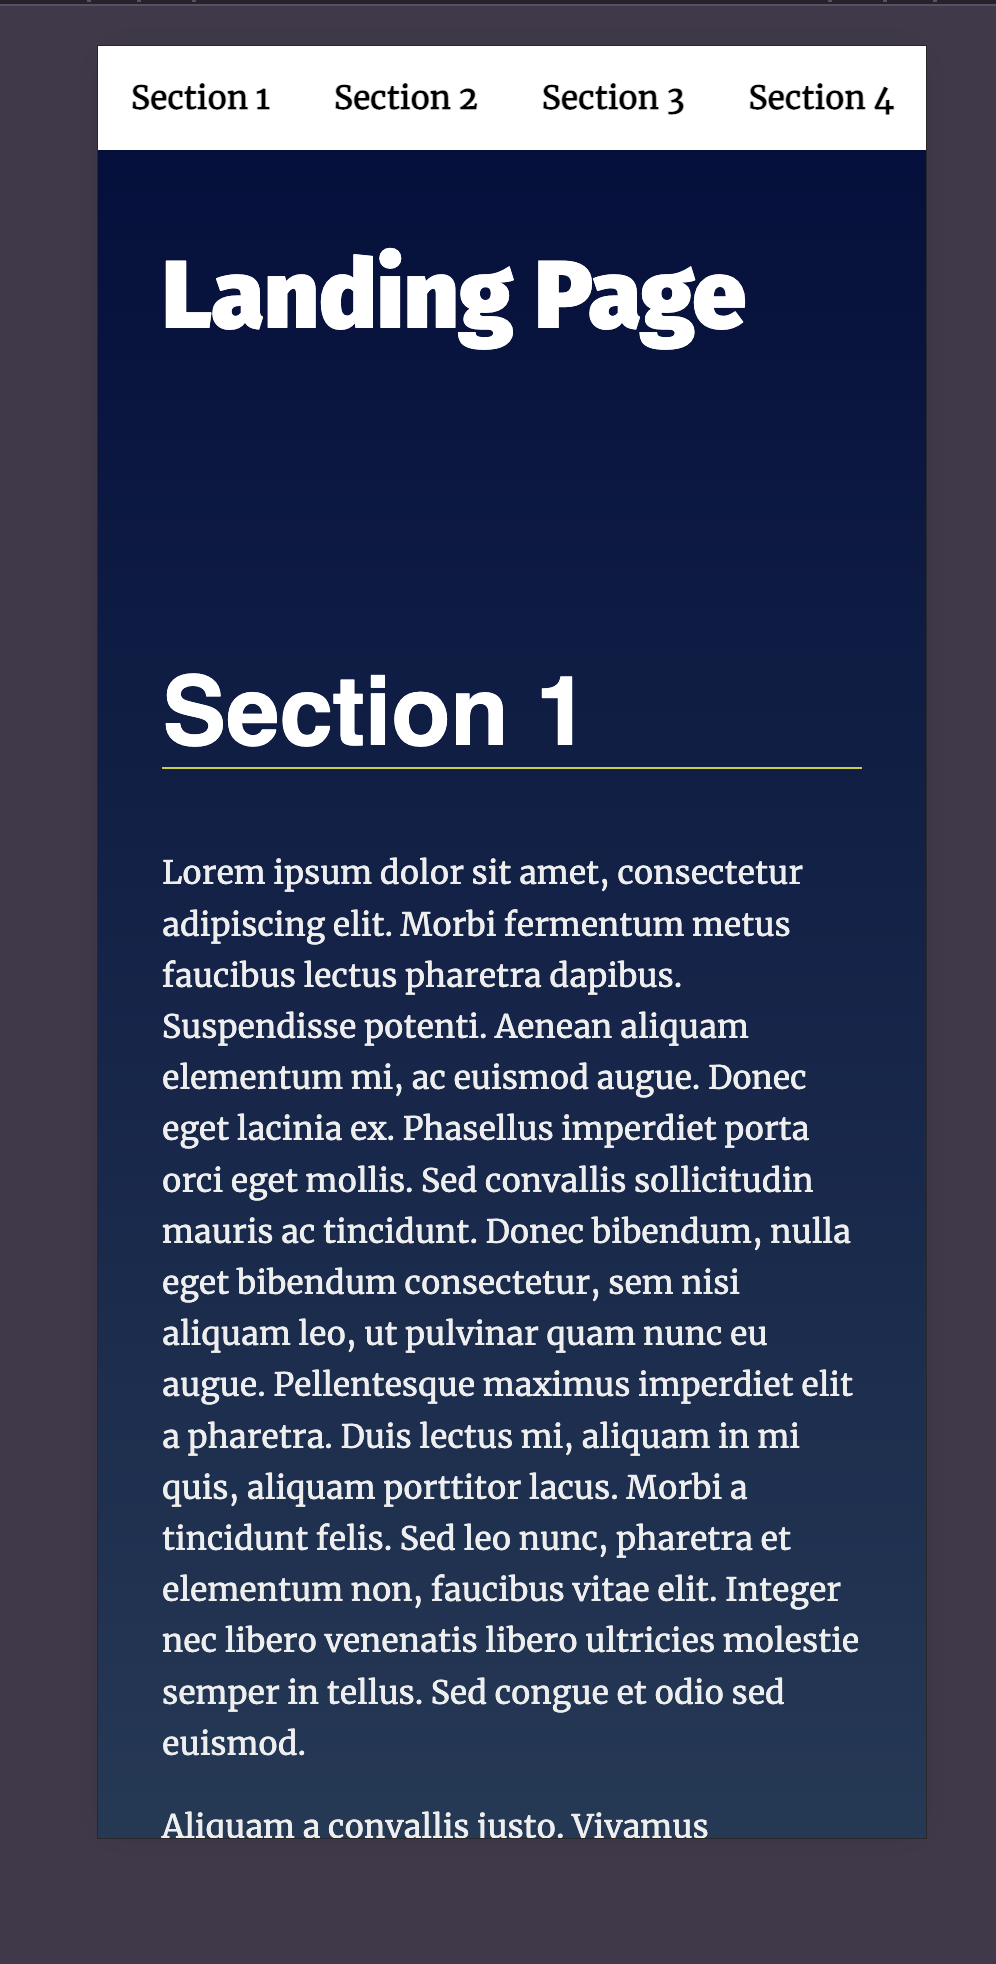 Section 1 Section 2 Section 3 Section 4
Landing Page
Section 1
Lorem ipsum dolor sit amet, consectetur
adipiscing elit. Morbi fermentum metus
faucibus lectus pharetra dapibus.
Suspendisse potenti. Aenean aliquam
elementum mi, ac euismod augue. Donec
eget lacinia ex. Phasellus imperdiet porta
orci eget mollis. Sed convallis sollicitudin
mauris ac tincidunt. Donec bibendum, nulla
eget bibendum consectetur, sem nisi
aliquam leo, ut pulvinar quam nunc eu
augue. Pellentesque maximus imperdiet elit
a pharetra. Duis lectus mi, aliquam in mi
quis, aliquam porttitor lacus. Morbi a
tincidunt felis. Sed leo nunc, pharetra et
elementum non, faucibus vitae elit. Integer
nec libero venenatis libero ultricies molestie
semper in tellus. Sed congue et odio sed
euismod.
Aliquam a convallis justo. Vivamus